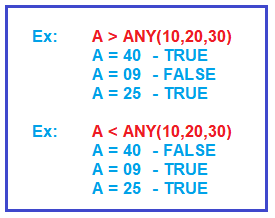 Ex: A > ANY(10,20,30)
A = 40 - TRUE
A = 09 - FALSE
A = 25 - TRUE
Ex: A < ANY(10,20,30)
A = 40 - FALSE
A = 09 - TRUE
A = 25 - TRUE